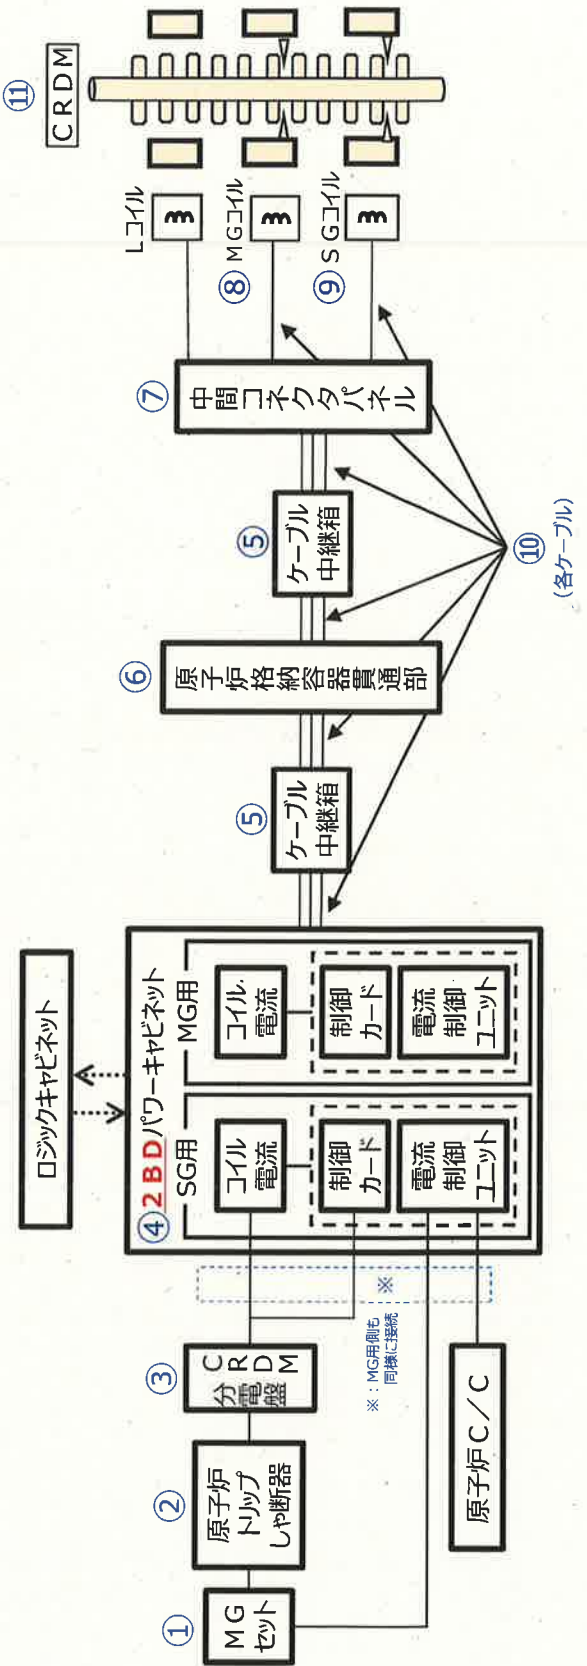 ①
MG
セット
②
原子炉
トリップ
しゃ断器
③
CRDM
分電盤
※
※：MG用側も
同様に接続
原子炉C／C
ロジックキャビネット
④2BDパワーキャビネット
SG用
コイル
電流
制御
カード
電流
制御
ユニット
MG用
コイル
電流
制御
カード
電流
制御
ユニット
⑤
ケーブル
中継箱
⑥
原子炉格納容器貫通部
⑤
ケーブル
中継箱
⑦
中間コネクタパネル
⑩
(各ケーブル)
Lコイル
⑧MGコイル
⑨SGコイル
⑪
CRDM